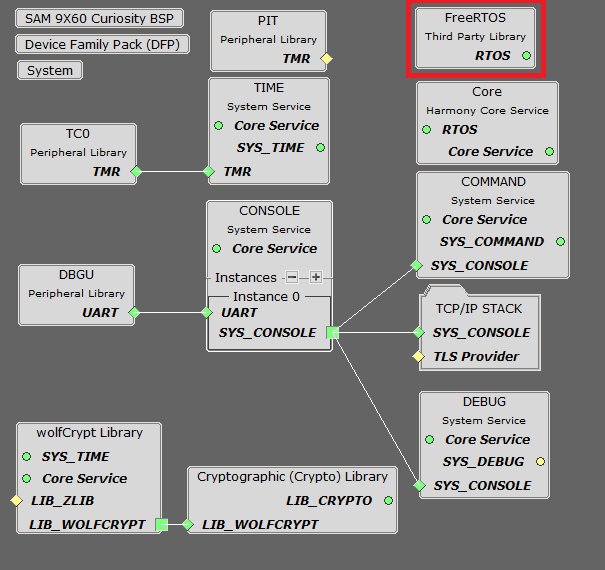 SAM 9X60 Curiosity BSP
Device Family Pack (DFP)
System
PIT
Peripheral Library
TMR
FreeRTOS
Third Party Library
RTOS
TIME
System Service
Core Service
SYS_TIME
TMR
Core
Harmony Core Service
RTOS
Core Service
TC0
Peripheral Library
TMR
CONSOLE
System Service
Core Service
Instances
Instance 0
UART
SYS_CONSOLE
COMMAND
System Service
Core Service
SYS_COMMAND
SYS_CONSOLE
DBGU
Peripheral Library
UART
TCP/IP STACK
SYS_CONSOLE
TLS Provider
DEBUG
System Service
Core Service
SYS_DEBUG
SYS_CONSOLE
wolfCrypt Library
SYS_TIME
Core Service
LIB_ZLIB
LIB_WOLFCRYPT
Cryptographic (Crypto) Library
LIB_CRYPTO
LIB_WOLFCRYPT